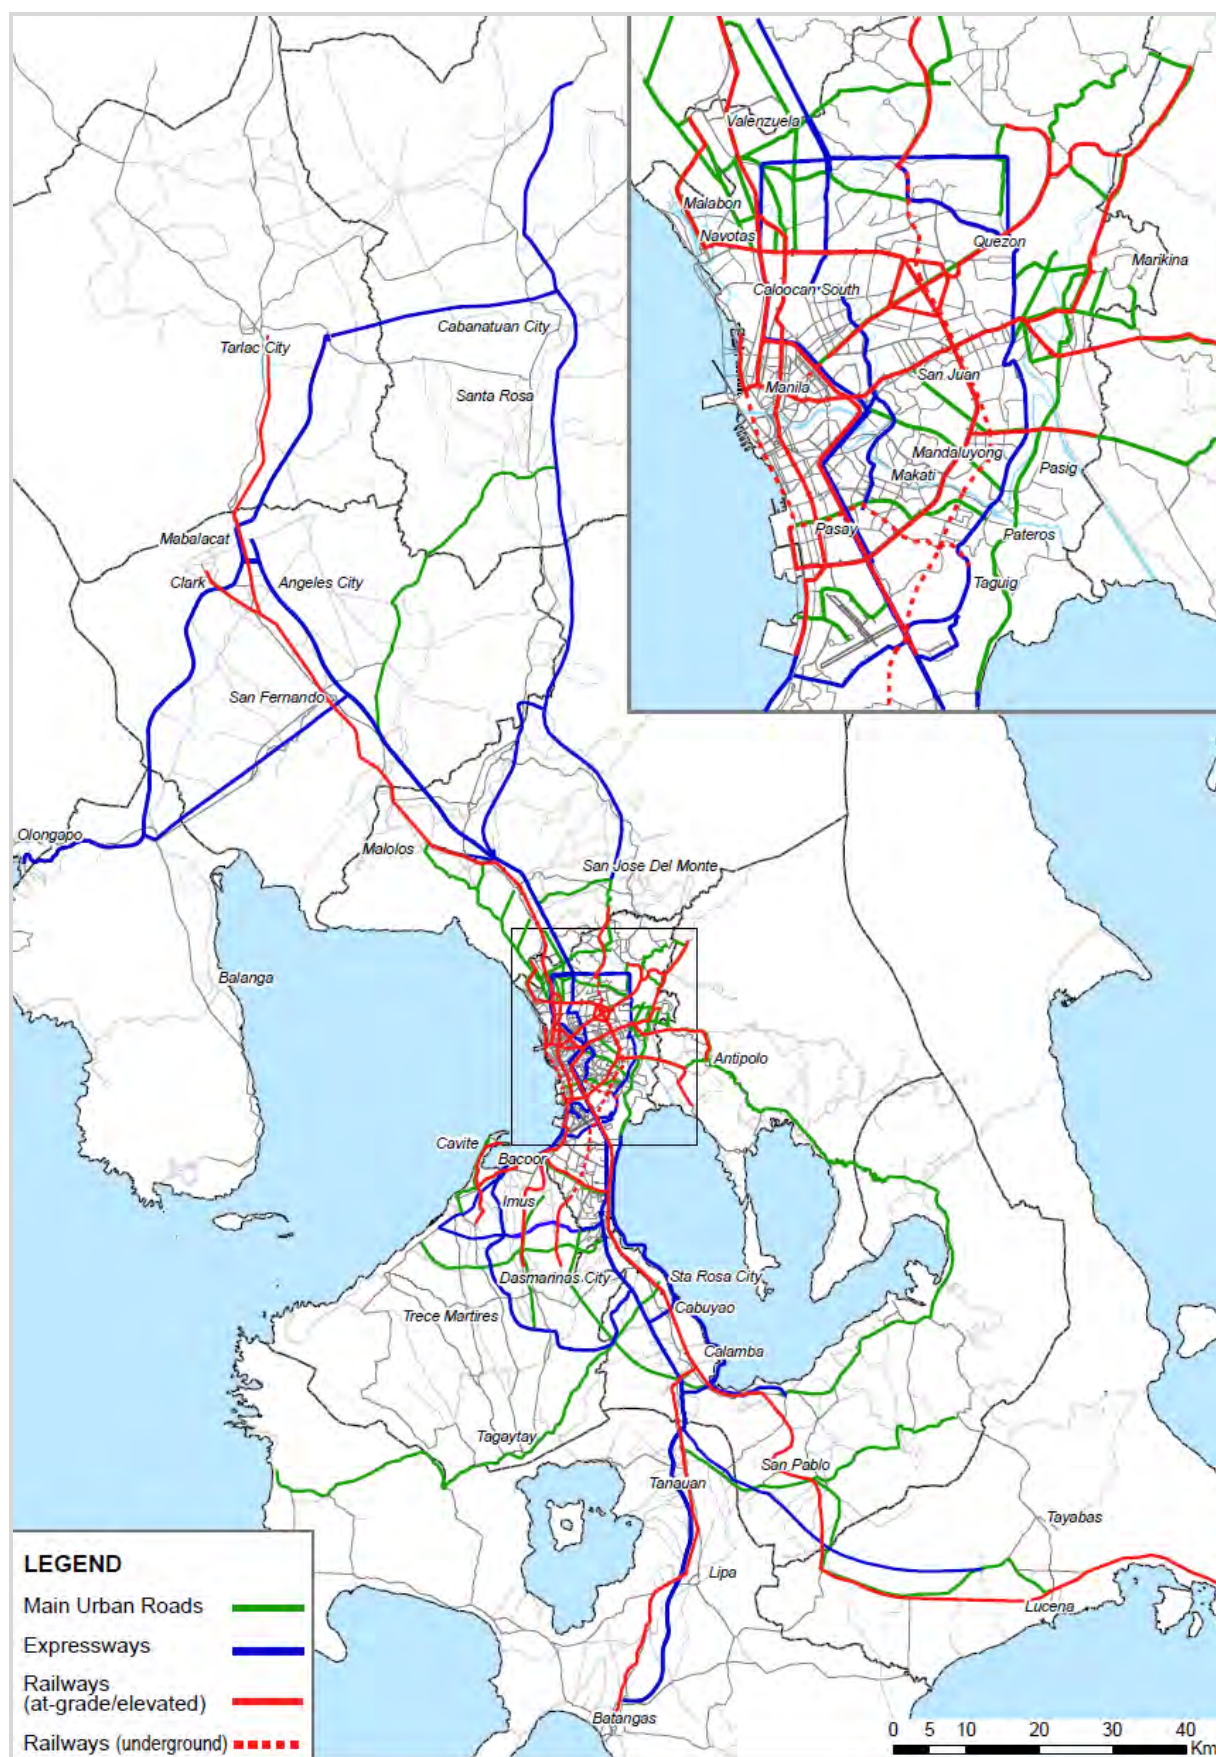 Valenzuela
Malabon
Navotas
Quezon
Marikina
Caloocan South
Manila
San Juan
Mandaluyong
Makati
Pasig
Pasay
Pateros
Taguig
Tarlac City
Cabanatuan City
Santa Rosa
Mabalacat
Clark
Angeles City
San Fernando
Olongapo
Malolos
San Jose Del Monte
Balanga
Antipolo
Cavite
Bacoor
Imus
Dasmarinas City
Sta Rosa City
Trece Martires
Cabuyao
Calamba
Tagaytay
San Pablo
Tanauan
Tayabas
Lipa
Lucena
Batangas
LEGEND
Main Urban Roads
Expressways
Railways
(at-grade/elevated)
Railways (underground)
0 5 10 20 30 40
Km